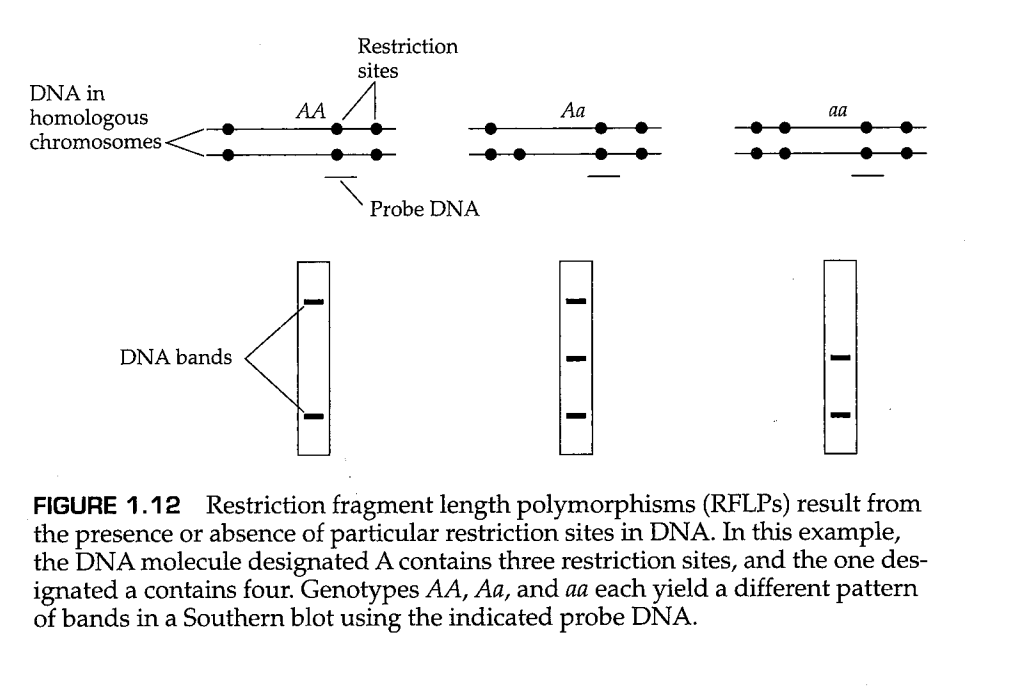 Restriction
sites
DNA in
homologous
chromosomes
AA
Aa
aa
Probe DNA
DNA bands
FIGURE 1.12 Restriction fragment length polymorphisms (RFLPs) result from
the presence or absence of particular restriction sites in DNA. In this example,
the DNA molecule designated A contains three restriction sites, and the one des-
ignated a contains four. Genotypes AA, Aa, and aa each yield a different pattern
of bands in a Southern blot using the indicated probe DNA.